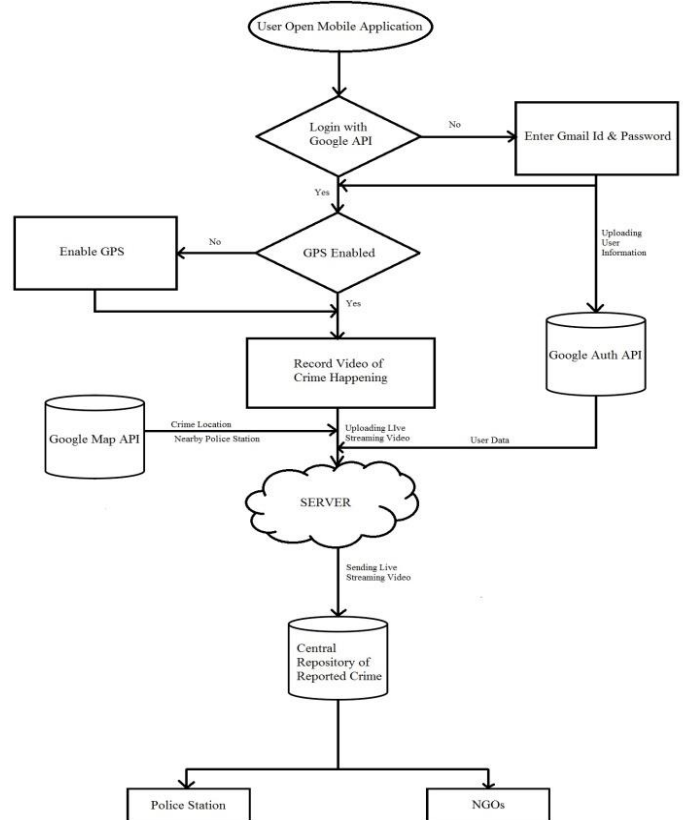 User Open Mobile Application
Login with
Google API
No
Enter Gmail Id & Password
Yes
Uploading
User
Information
Enable GPS
No
GPS Enabled
Yes
Record Video of
Crime Happening
Google Auth API
Google Map API
Crime Location
Nearby Police Station
Uploading LIve
Streaming Video
User Data
SERVER
Sending Live
Streaming Video
Central
Repository of
Reported Crime
Police Station
NGOs